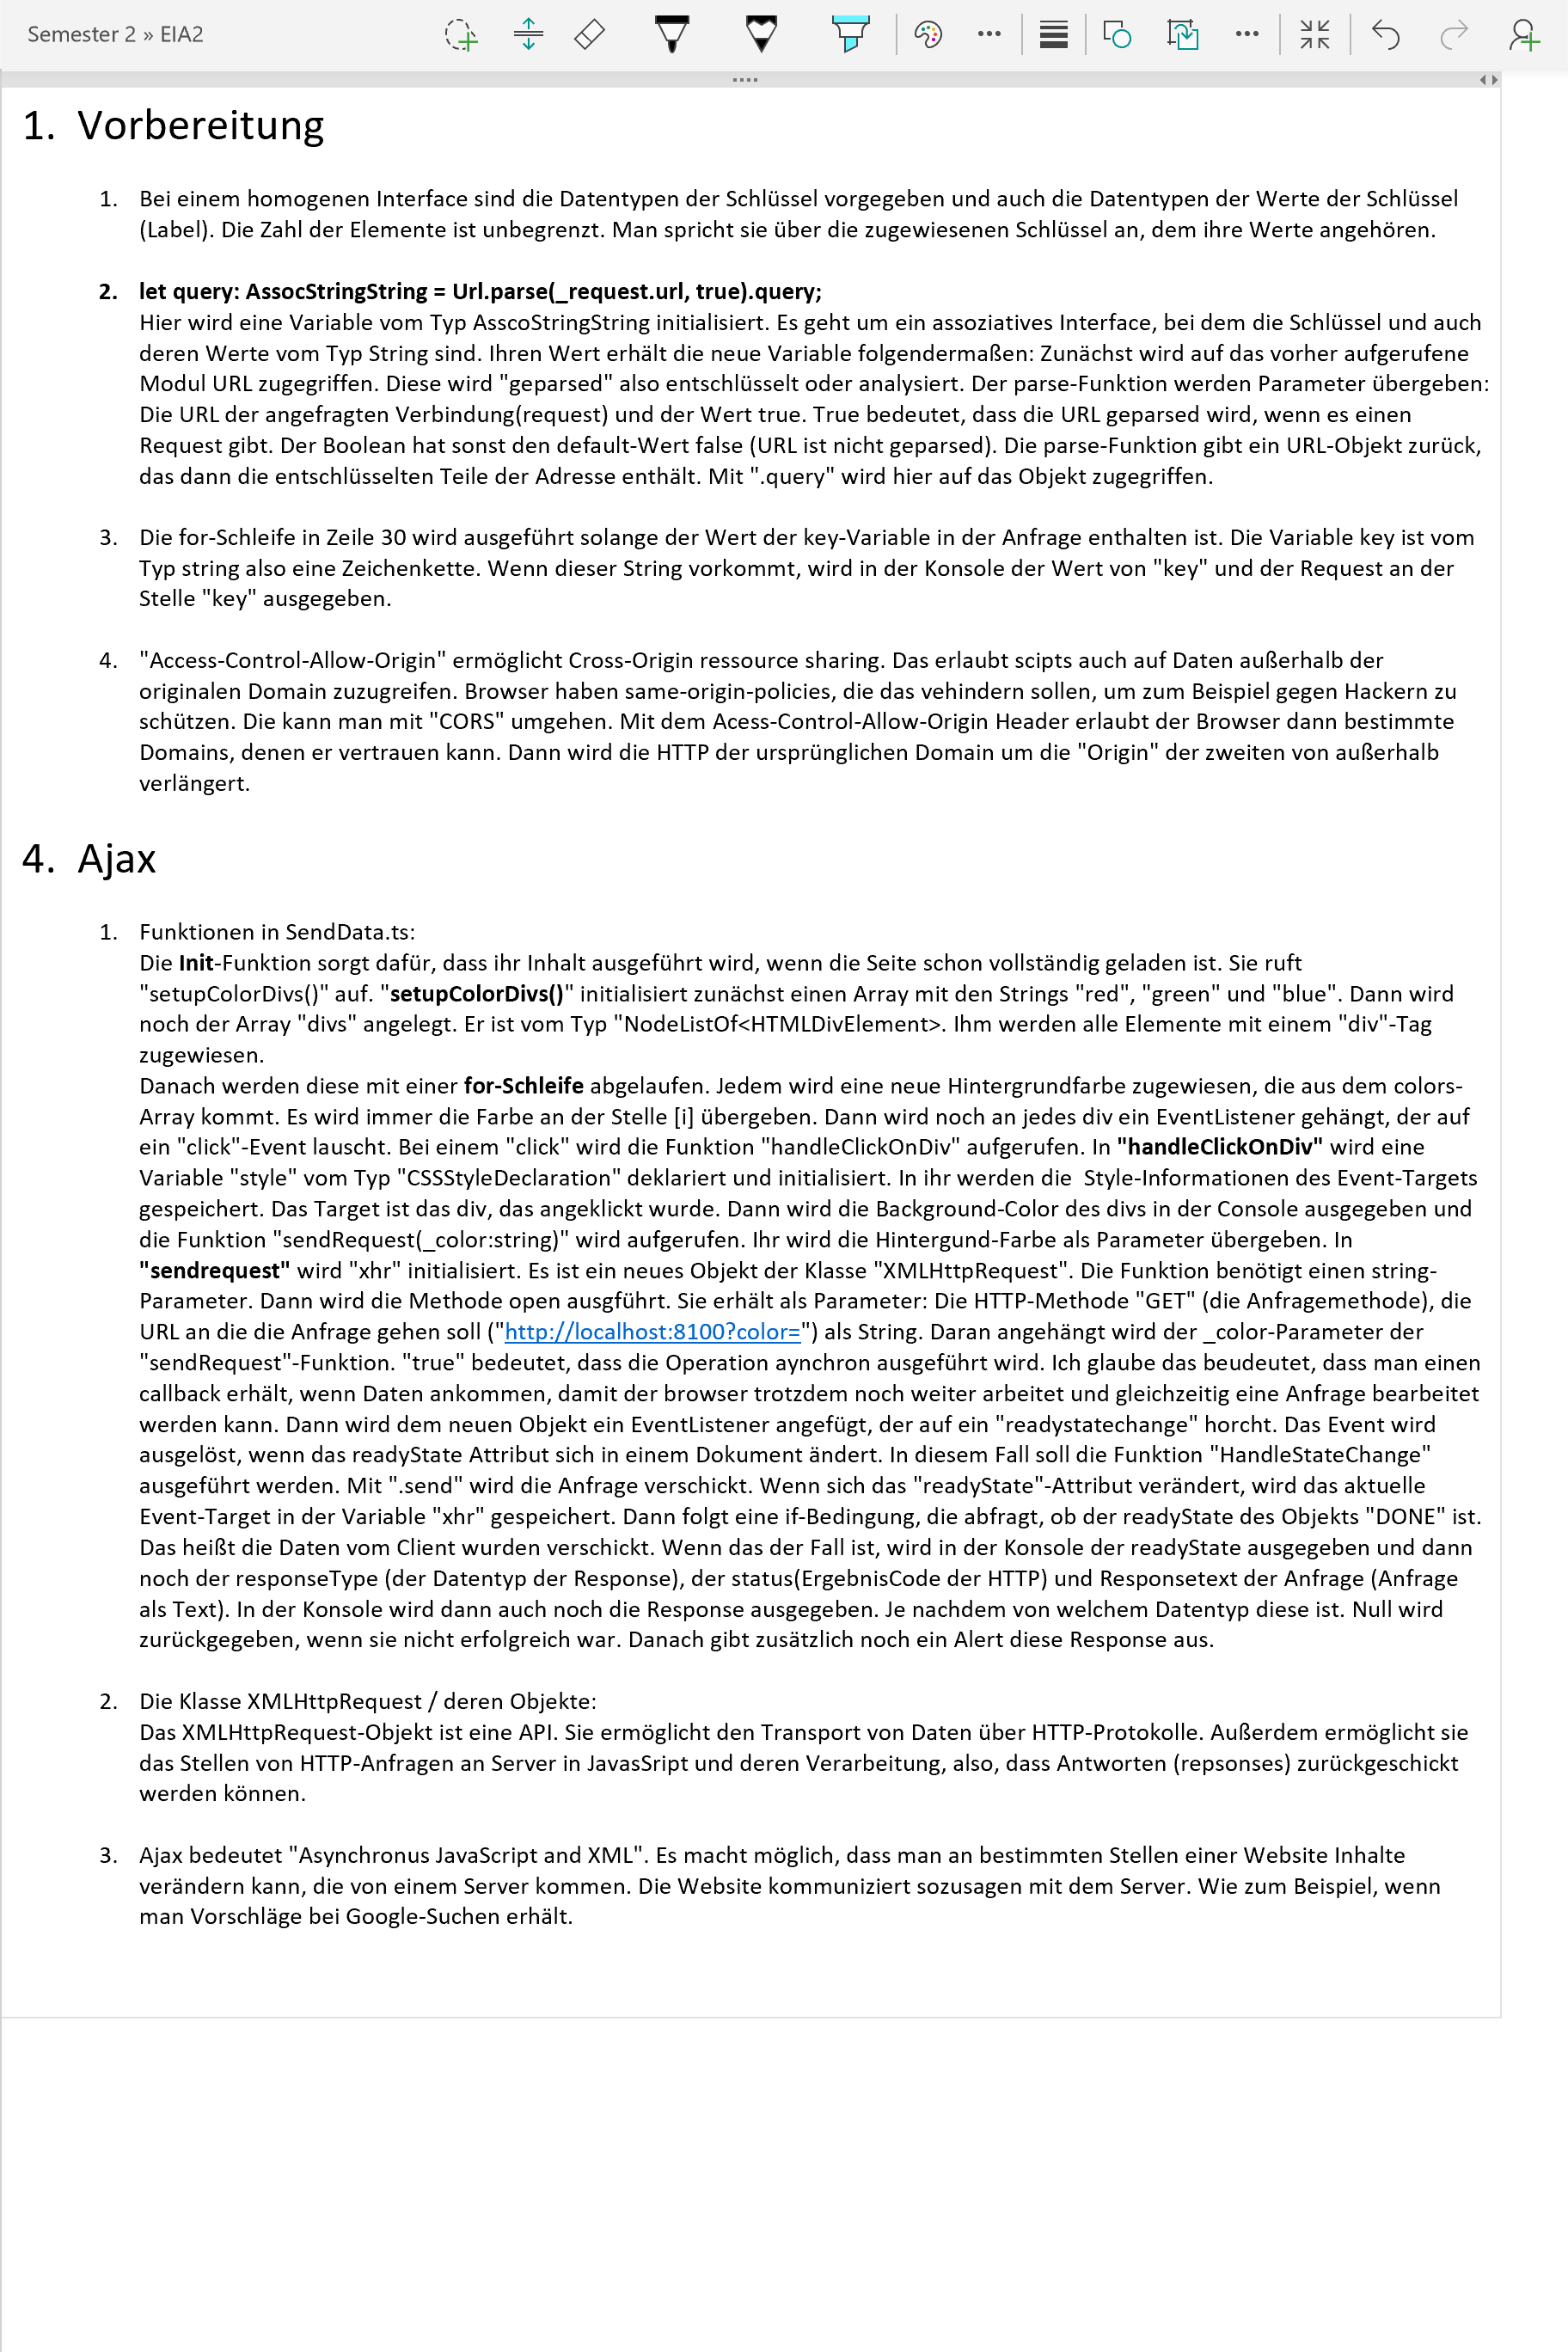 Semester 2 » EIA2
1. Vorbereitung
1. Bei einem homogenen Interface sind die Datentypen der Schlüssel vorgegeben und auch die Datentypen der Werte der Schlüssel
(Label). Die Zahl der Elemente ist unbegrenzt. Man spricht sie über die zugewiesenen Schlüssel an, dem ihre Werte angehören.
2. let query: AssocStringString = Url.parse(_request.url, true).query;
Hier wird eine Variable vom Typ AsscoStringString initialisiert. Es geht um ein assoziatives Interface, bei dem die Schlüssel und auch
deren Werte vom Typ String sind. Ihren Wert erhält die neue Variable folgendermaßen: Zunächst wird auf das vorher aufgerufene
Modul URL zugegriffen. Diese wird "geparsed" also entschlüsselt oder analysiert. Der parse-Funktion werden Parameter übergeben:
Die URL der angefragten Verbindung(request) und der Wert true. True bedeutet, dass die URL geparsed wird, wenn es einen
Request gibt. Der Boolean hat sonst den default-Wert false (URL ist nicht geparsed). Die parse-Funktion gibt ein URL-Objekt zurück,
das dann die entschlüsselten Teile der Adresse enthält. Mit ".query" wird hier auf das Objekt zugegriffen.
3. Die for-Schleife in Zeile 30 wird ausgeführt solange der Wert der key-Variable in der Anfrage enthalten ist. Die Variable key ist vom
Typ string also eine Zeichenkette. Wenn dieser String vorkommt, wird in der Konsole der Wert von "key" und der Request an der
Stelle "key" ausgegeben.
4. "Access-Control-Allow-Origin" ermöglicht Cross-Origin ressource sharing. Das erlaubt scipts auch auf Daten außerhalb der
originalen Domain zuzugreifen. Browser haben same-origin-policies, die das vehindern sollen, um zum Beispiel gegen Hackern zu
schützen. Die kann man mit "CORS" umgehen. Mit dem Acess-Control-Allow-Origin Header erlaubt der Browser dann bestimmte
Domains, denen er vertrauen kann. Dann wird die HTTP der ursprünglichen Domain um die "Origin" der zweiten von außerhalb
verlängert.
4. Ajax
1. Funktionen in SendData.ts:
Die Init-Funktion sorgt dafür, dass ihr Inhalt ausgeführt wird, wenn die Seite schon vollständig geladen ist. Sie ruft
"setupColorDivs()" auf. "setupColorDivs()" initialisiert zunächst einen Array mit den Strings "red", "green" und "blue". Dann wird
noch der Array "divs" angelegt. Er ist vom Typ "NodeListOf<HTMLDivElement>. Ihm werden alle Elemente mit einem "div"-Tag
zugewiesen.
Danach werden diese mit einer for-Schleife abgelaufen. Jedem wird eine neue Hintergrundfarbe zugewiesen, die aus dem colors-
Array kommt. Es wird immer die Farbe an der Stelle [i] übergeben. Dann wird noch an jedes div ein EventListener gehängt, der auf
ein "click"-Event lauscht. Bei einem "click" wird die Funktion "handleClickOnDiv" aufgerufen. In "handleClickOnDiv" wird eine
Variable "style" vom Typ "CSSStyleDeclaration" deklariert und initialisiert. In ihr werden die  Style-Informationen des Event-Targets
gespeichert. Das Target ist das div, das angeklickt wurde. Dann wird die Background-Color des divs in der Console ausgegeben und
die Funktion "sendRequest(_color:string)" wird aufgerufen. Ihr wird die Hintergund-Farbe als Parameter übergeben. In
"sendrequest" wird "xhr" initialisiert. Es ist ein neues Objekt der Klasse "XMLHttpRequest". Die Funktion benötigt einen string-
Parameter. Dann wird die Methode open ausgführt. Sie erhält als Parameter: Die HTTP-Methode "GET" (die Anfragemethode), die
URL an die die Anfrage gehen soll ("http://localhost:8100?color=") als String. Daran angehängt wird der _color-Parameter der
"sendRequest"-Funktion. "true" bedeutet, dass die Operation aynchron ausgeführt wird. Ich glaube das beudeutet, dass man einen
callback erhält, wenn Daten ankommen, damit der browser trotzdem noch weiter arbeitet und gleichzeitig eine Anfrage bearbeitet
werden kann. Dann wird dem neuen Objekt ein EventListener angefügt, der auf ein "readystatechange" horcht. Das Event wird
ausgelöst, wenn das readyState Attribut sich in einem Dokument ändert. In diesem Fall soll die Funktion "HandleStateChange"
ausgeführt werden. Mit ".send" wird die Anfrage verschickt. Wenn sich das "readyState"-Attribut verändert, wird das aktuelle
Event-Target in der Variable "xhr" gespeichert. Dann folgt eine if-Bedingung, die abfragt, ob der readyState des Objekts "DONE" ist.
Das heißt die Daten vom Client wurden verschickt. Wenn das der Fall ist, wird in der Konsole der readyState ausgegeben und dann
noch der responseType (der Datentyp der Response), der status(ErgebnisCode der HTTP) und Responsetext der Anfrage (Anfrage
als Text). In der Konsole wird dann auch noch die Response ausgegeben. Je nachdem von welchem Datentyp diese ist. Null wird
zurückgegeben, wenn sie nicht erfolgreich war. Danach gibt zusätzlich noch ein Alert diese Response aus.
2. Die Klasse XMLHttpRequest / deren Objekte:
Das XMLHttpRequest-Objekt ist eine API. Sie ermöglicht den Transport von Daten über HTTP-Protokolle. Außerdem ermöglicht sie
das Stellen von HTTP-Anfragen an Server in JavasSript und deren Verarbeitung, also, dass Antworten (repsonses) zurückgeschickt
werden können.
3. Ajax bedeutet "Asynchronus JavaScript and XML". Es macht möglich, dass man an bestimmten Stellen einer Website Inhalte
verändern kann, die von einem Server kommen. Die Website kommuniziert sozusagen mit dem Server. Wie zum Beispiel, wenn
man Vorschläge bei Google-Suchen erhält.